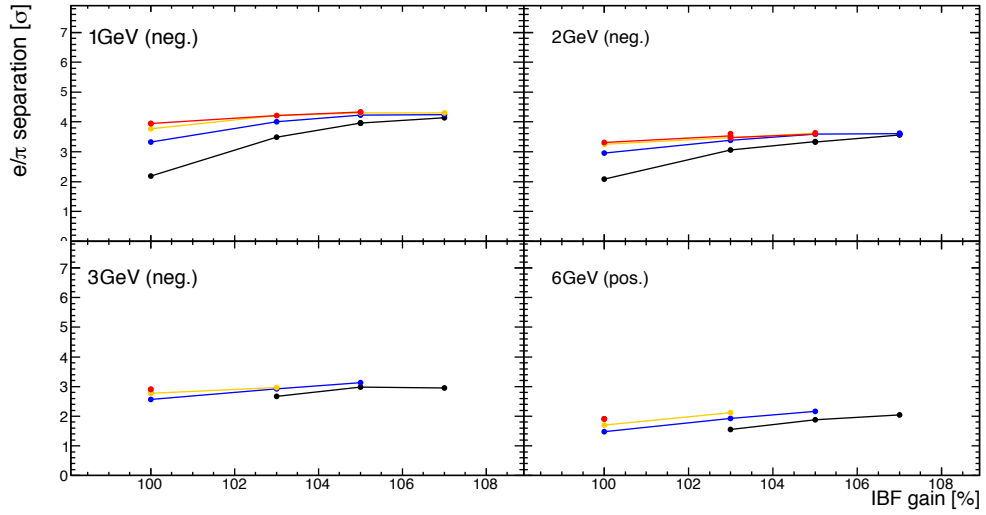 e/π separation [σ]
1GeV (neg.)
2GeV (neg.)
7
6
5
4
3
2
1
0
3GeV (neg.)
6GeV (pos.)
7
6
5
4
3
2
1
0
100 102 104 106 108 100 102 104 106 108
IBF gain [%]